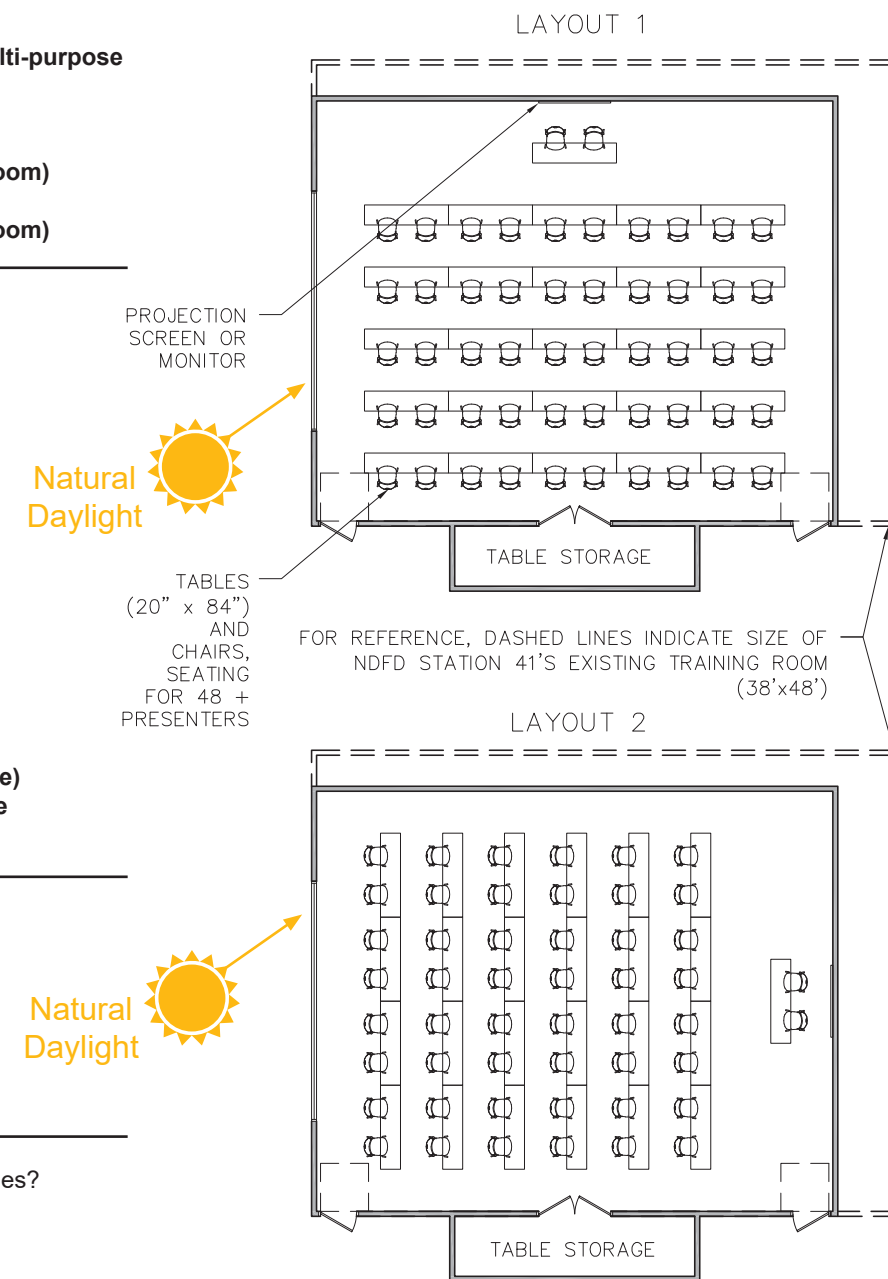 LAYOUT 1
lti-purpose
oom)
oom)
PROJECTION
SCREEN OR
MONITOR
Natural
Daylight
TABLE STORAGE
TABLES
(20" x 84")
AND
CHAIRS,
SEATING
FOR 48 +
PRESENTERS
FOR REFERENCE, DASHED LINES INDICATE SIZE OF
NDFD STATION 41'S EXISTING TRAINING ROOM
(38'x48')
LAYOUT 2
e)
e
Natural
Daylight
es?
TABLE STORAGE